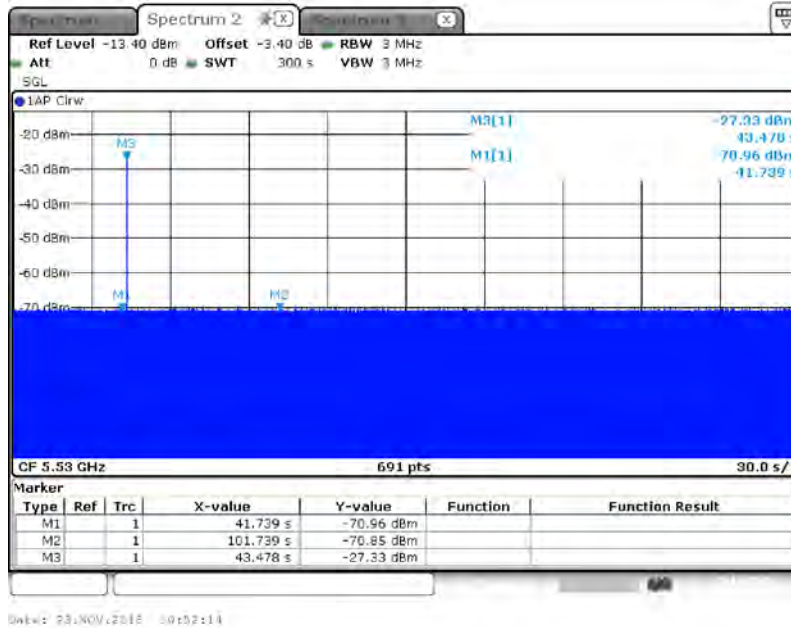 Spectrum 2 X X
Ref Level -13.40 dBm Offset -3.40 dB RBW 3 MHz
Att 0 dB SWT 300 s VBW 3 MHz
SGL
1AP Clrw
M3[1] -27.33 dBm
43.478 s
M1[1] -70.96 dBm
41.739 s
-20 dBm
M3
-30 dBm
-40 dBm
-50 dBm
-60 dBm
M1 M2
-70 dBm
CF 5.53 GHz 691 pts 30.0 s/
Marker
Type Ref Trc X-value Y-value Function Function Result
M1 1 41.739 s -70.96 dBm
M2 1 101.739 s -70.85 dBm
M3 1 43.478 s -27.33 dBm